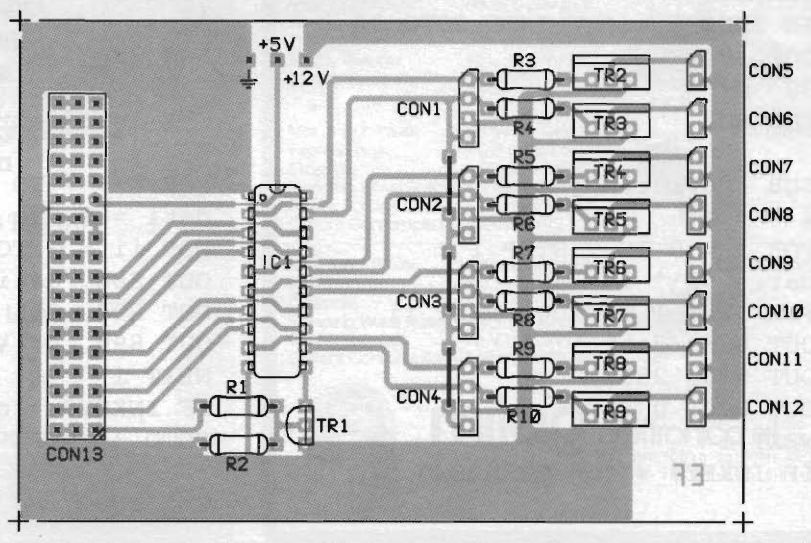 +5V
+12V
R3
TR2
CON5
CON1
R4
TR3
CON6
R5
TR4
CON7
CON2
R6
TR5
CON8
IC1
R7
TR6
CON9
CON3
R8
TR7
CON10
R9
TR8
CON11
R1
CON4
R10
TR9
CON12
TR1
CON13
R2